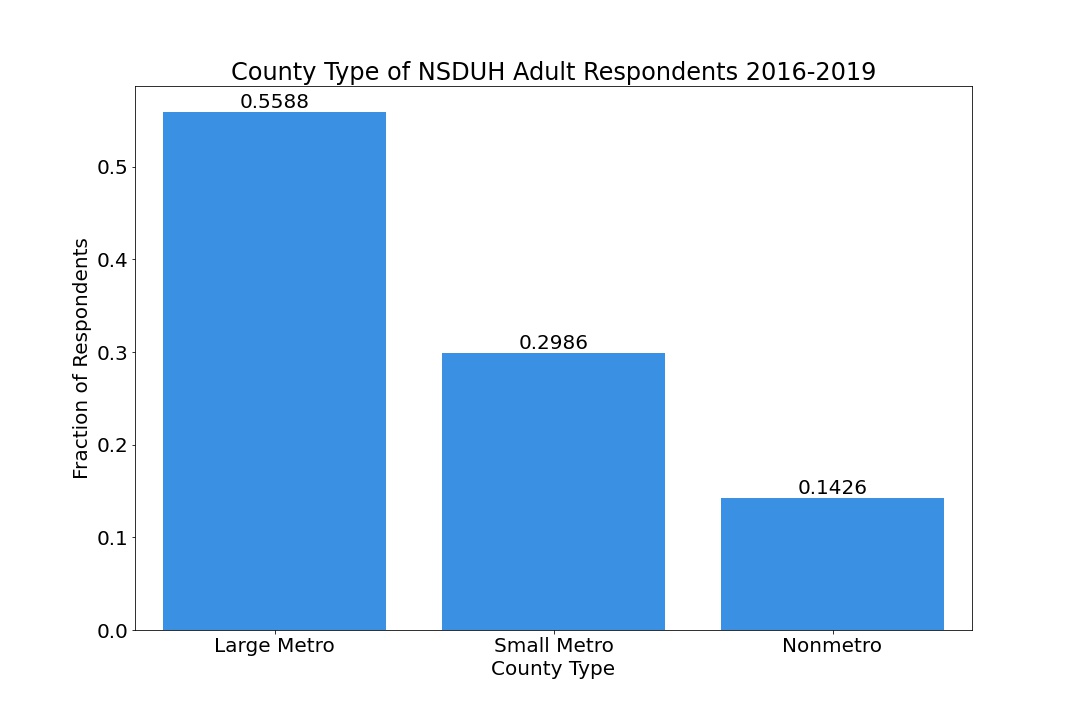 County Type of NSDUH Adult Respondents 2016-2019
0.5588
0.5
0.4
0.3
0.2986
0.2
0.1426
0.1
0.0
Fraction of Respondents
Large Metro
Small Metro
Nonmetro
County Type